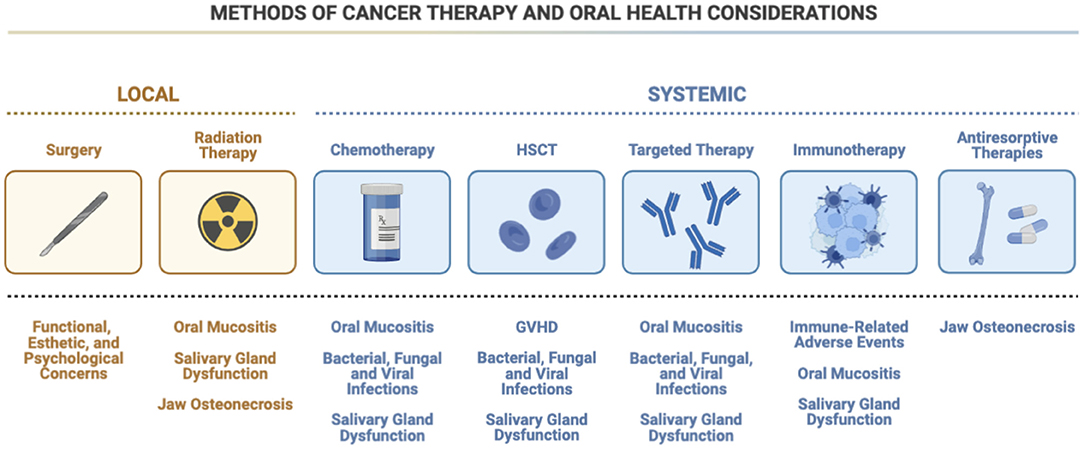 METHODS OF CANCER THERAPY AND ORAL HEALTH CONSIDERATIONS
LOCAL
SYSTEMIC
Surgery
Radiation
Therapy
Chemotherapy
HSCT
Targeted Therapy
Immunotherapy
Antiresorptive
Therapies
Rx
Functional,
Esthetic, and
Psychological
Concerns
Oral Mucositis
Salivary Gland
Dysfunction
Jaw Osteonecrosis
Oral Mucositis
Bacterial, Fungal
and Viral
Infections
Salivary Gland
Dysfunction
GVHD
Bacterial, Fungal
and Viral
Infections
Salivary Gland
Dysfunction
Oral Mucositis
Bacterial, Fungal,
and Viral
Infections
Salivary Gland
Dysfunction
Immune-Related
Adverse Events
Oral Mucositis
Salivary Gland
Dysfunction
Jaw Osteonecrosis